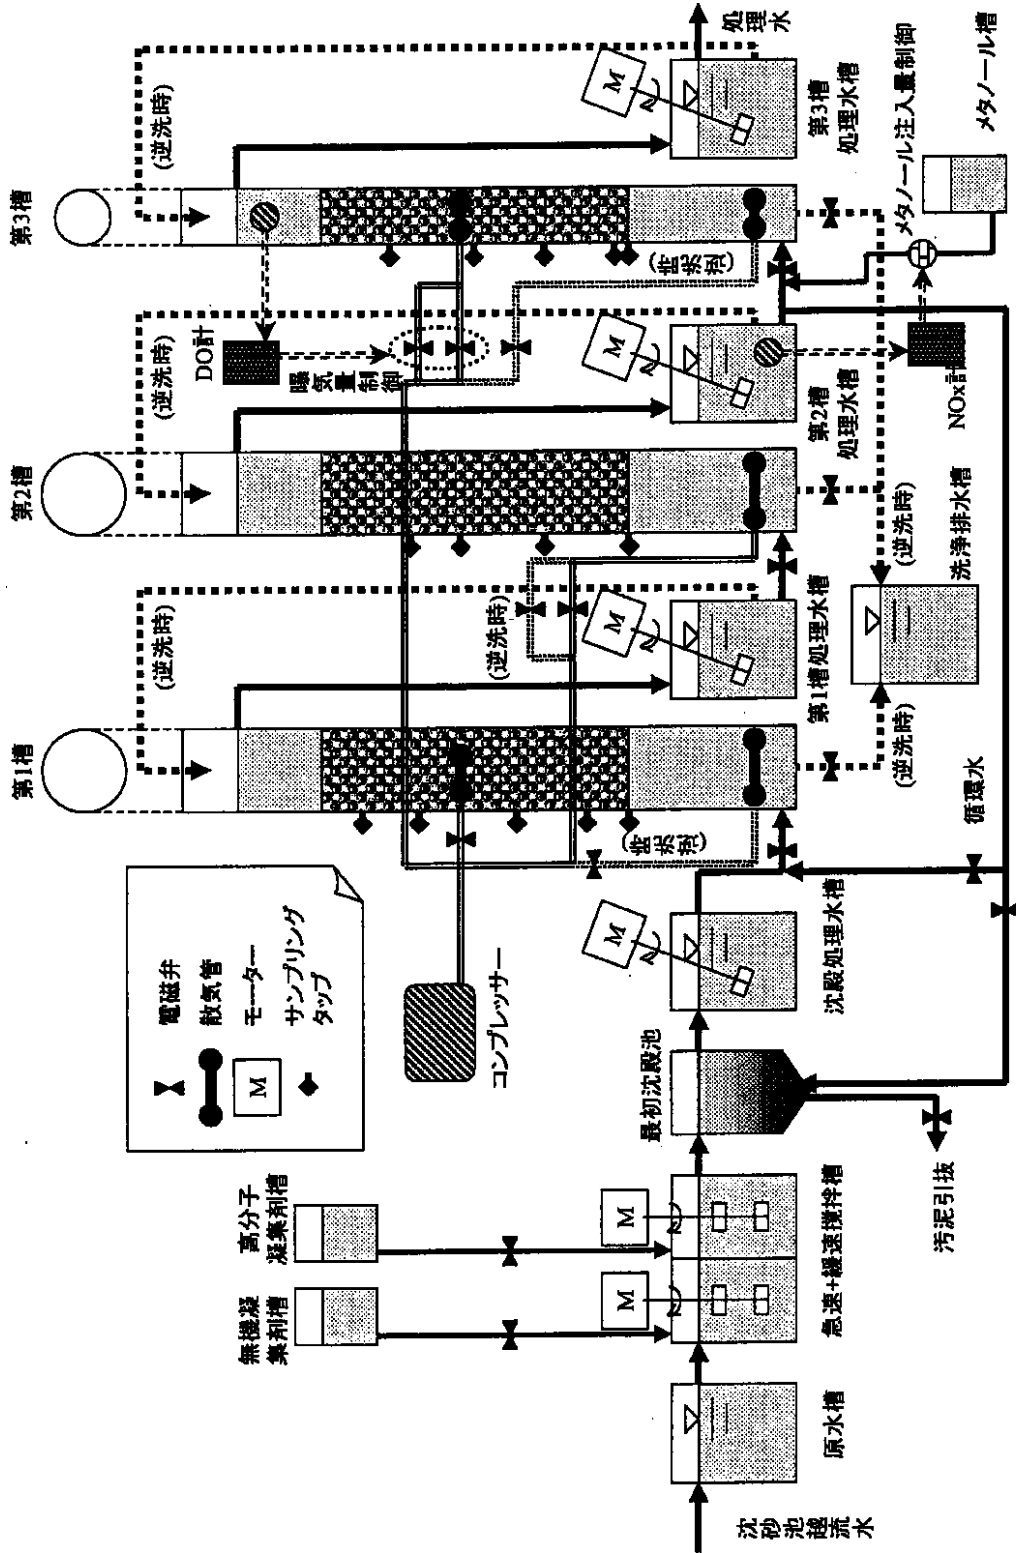 第1槽
第2槽
第3槽
(逆洗時)
(逆洗時)
(逆洗時)
電磁弁
散気管
M
モーター
サンプリング
タップ
DO計
曝気量制御
コンプレッサー
(逆洗時)
(逆洗時)
(逆洗時)
無機凝
集剤槽
高分子
凝集剤槽
M
M
M
M
M
M
処理水
沈砂池越流水
原水槽
急速+緩速攪拌槽
最初沈殿池
沈殿処理水槽
第1槽処理水槽
第2槽
処理水槽
第3槽
処理水槽
汚泥引抜
循環水
(逆洗時)
(逆洗時)
洗浄排水槽
NOx計
メタノール注入量制御
メタノール槽